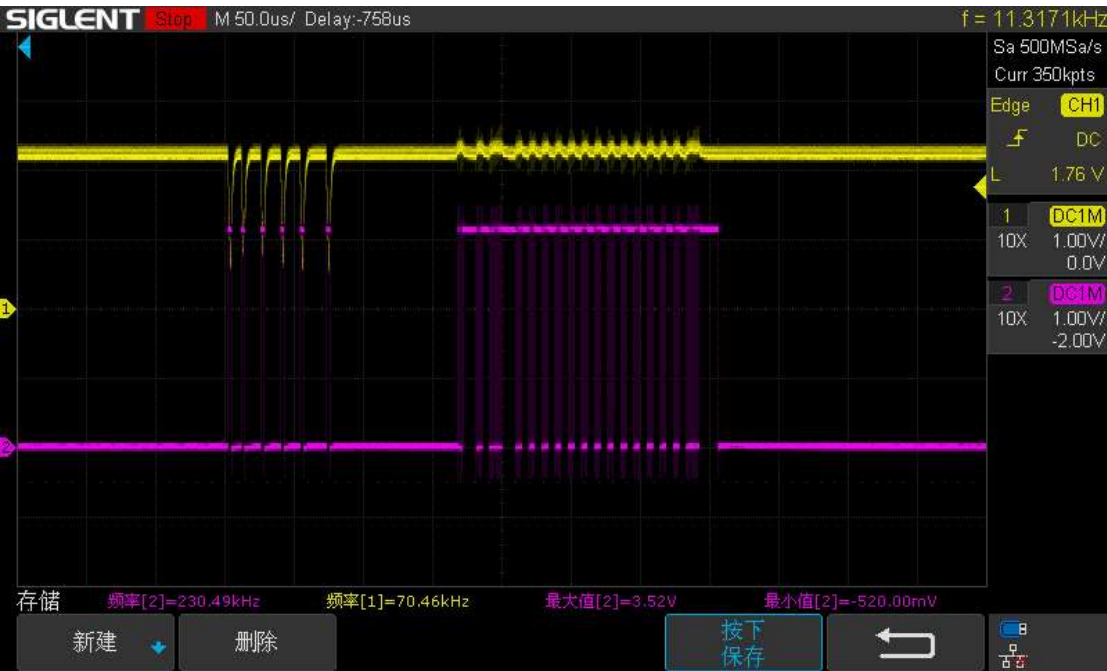 SIGLENT Stop M 50.0us/ Delay:-758us f = 11.3171kHz
Sa 500MSa/s
Curr 350kpts
Edge CH1
DC
L 1.76 V
1 DC1M
10X 1.00V/
0.0V
2 DC1M
10X 1.00V/
-2.00V
1
2
存储 频率[2]=230.49kHz 频率[1]=70.46kHz 最大值[2]=3.52V 最小值[2]=-520.00mV
新建 删除 按下
保存